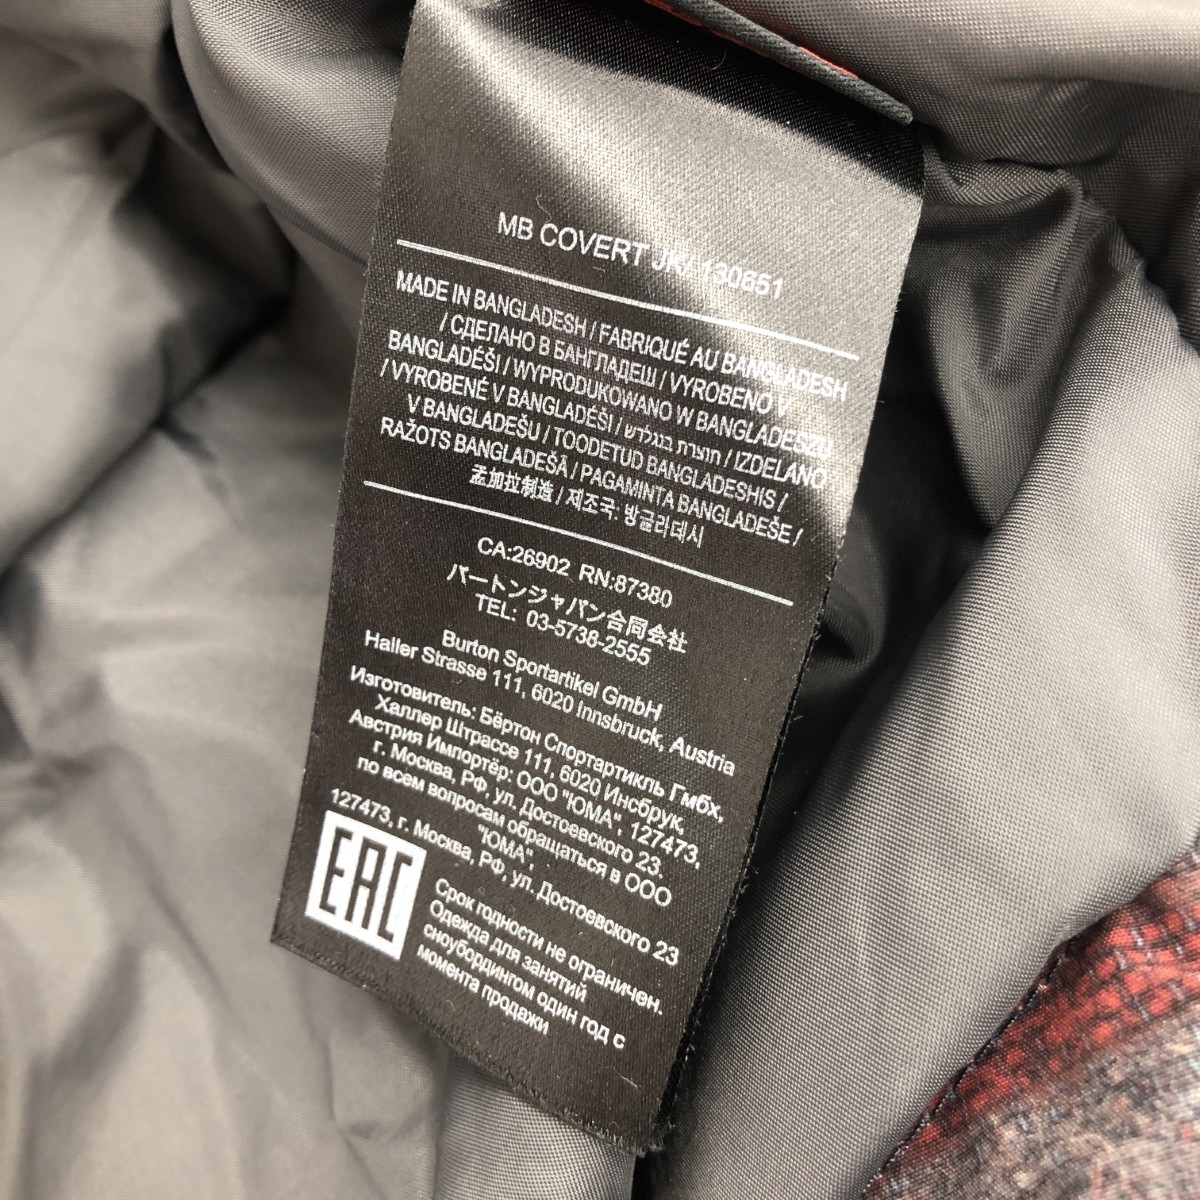 MB COVERT JK/ 130651
MADE IN BANGLADESH / FABRIQUÉ AU BANGLADESH
/ СДЕЛАНО В БАНГЛАДЕШ / VYROBENO V
BANGLADÉŠI / WYPRODUKOWANO W BANGLADESZU
/ VYROBENÉ V BANGLADÉŠI / תוצרת בנגלדש / IZDELANO
V BANGLADEŠU / TOODETUD BANGLADESHIS /
RAŽOTS BANGLADEŠĀ / PAGAMINTA BANGLADEŠE /
孟加拉制造 / 제조국: 방글라데시
CA:26902 RN:87380
バートンジャパン合同会社
TEL: 03-5738-2555
Burton Sportartikel GmbH
Haller Strasse 111, 6020 Innsbruck, Austria
Изготовитель: Бёртон Спортартикль Гмбх,
Халлер Штрассе 111, 6020 Инсбрук,
Австрия Импортёр: ООО "ЮМА", 127473,
г. Москва, РФ, ул. Достоевского 23.
по всем вопросам обращаться в ООО
"ЮМА",
127473, г. Москва, РФ, ул. Достоевского 23
EAC
Срок годности не ограничен.
Одежда для занятий
сноубордингом один год с
момента продажи